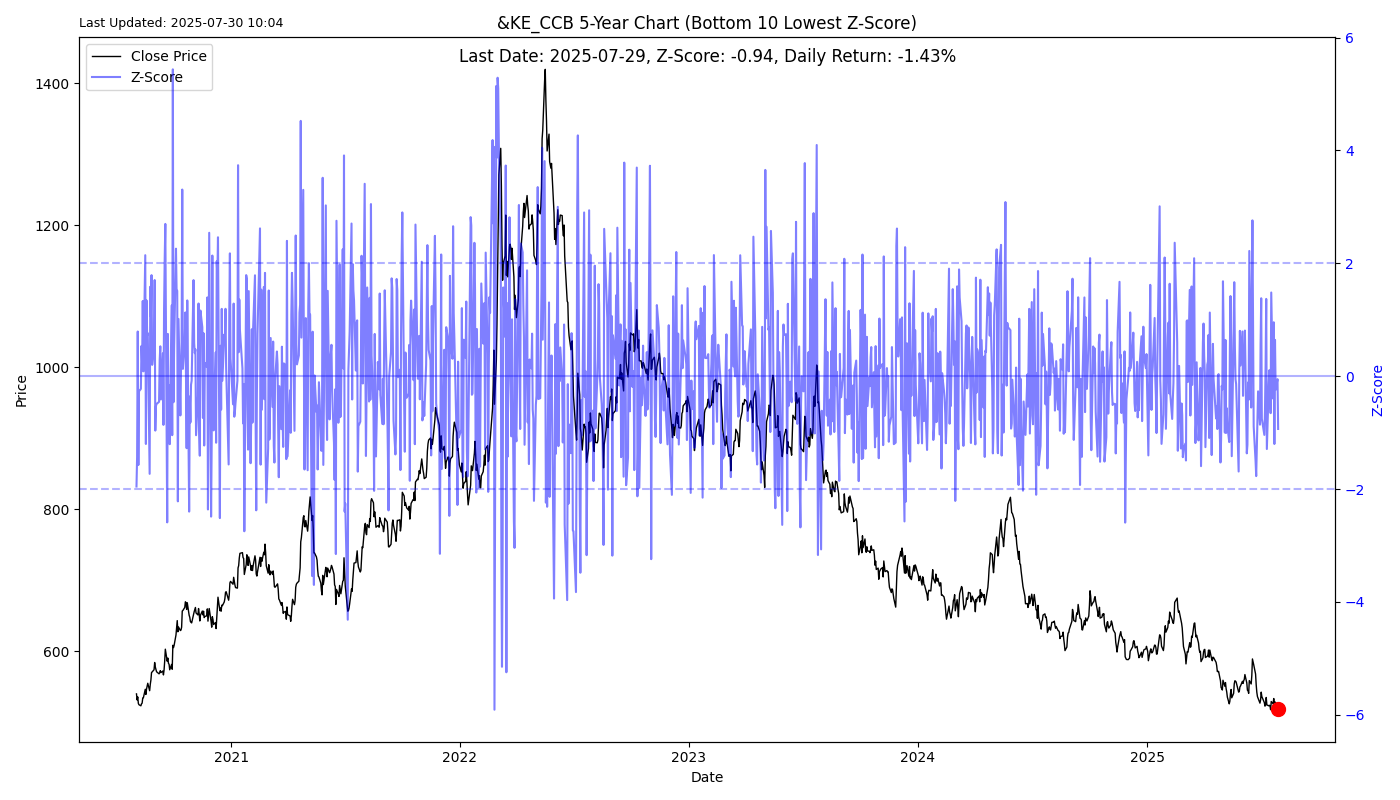 Last Updated: 2025-07-30 10:04
&KE_CCB 5-Year Chart (Bottom 10 Lowest Z-Score)
Last Date: 2025-07-29, Z-Score: -0.94, Daily Return: -1.43%
Close Price
Z-Score
Price
1400
1200
1000
800
600
Z-Score
6
4
2
0
−2
−4
−6
2021
2022
2023
2024
2025
Date